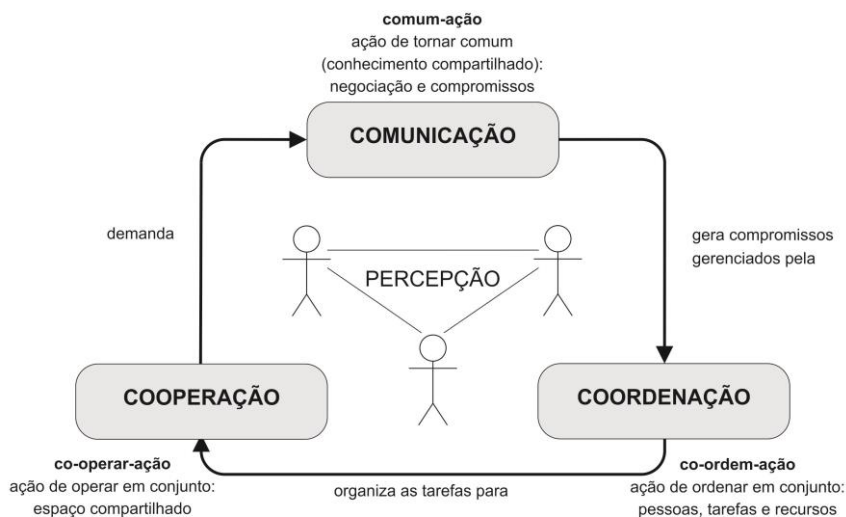 comum-ação
ação de tornar comum
(conhecimento compartilhado):
negociação e compromissos
COMUNICAÇÃO
demanda
gera compromissos
gerenciados pela
PERCEPÇÃO
COOPERAÇÃO
COORDENAÇÃO
co-operar-ação
ação de operar em conjunto:
espaço compartilhado
organiza as tarefas para
co-ordem-ação
ação de ordenar em conjunto:
pessoas, tarefas e recursos